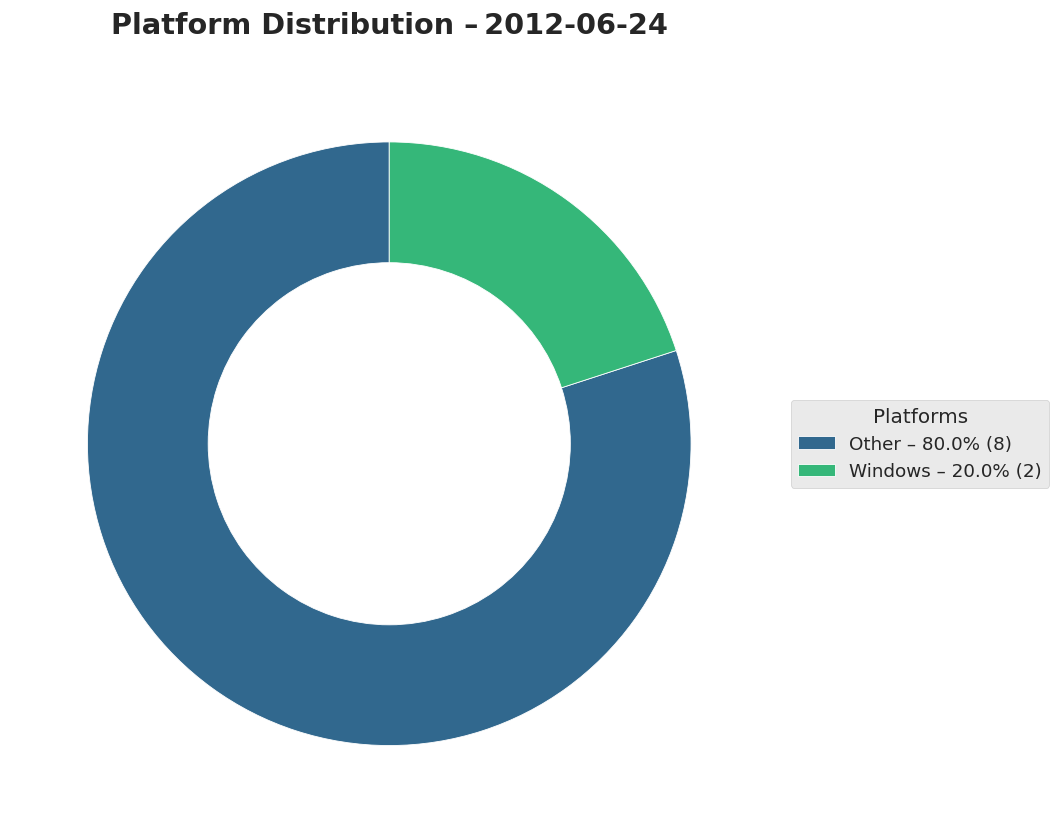 Platform Distribution – 2012-06-24
Platforms
Other – 80.0% (8)
Windows – 20.0% (2)